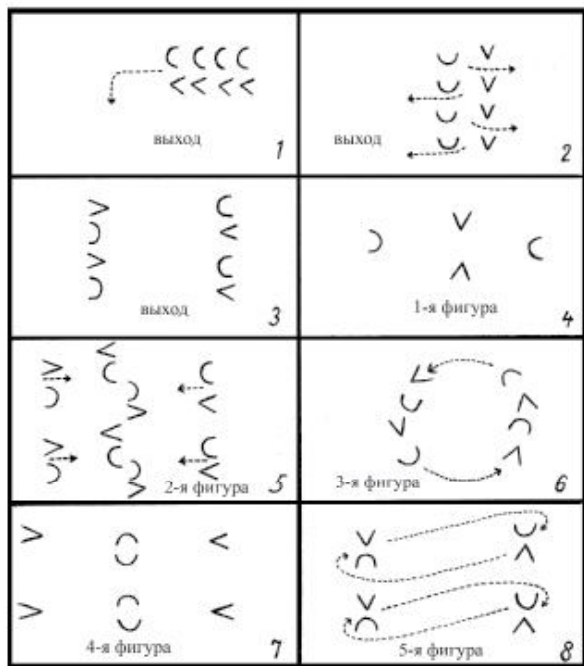 выход
1
выход
2
выход
3
1-я фигура
4
2-я фигура
5
3-я фигура
6
4-я фигура
7
5-я фигура
8